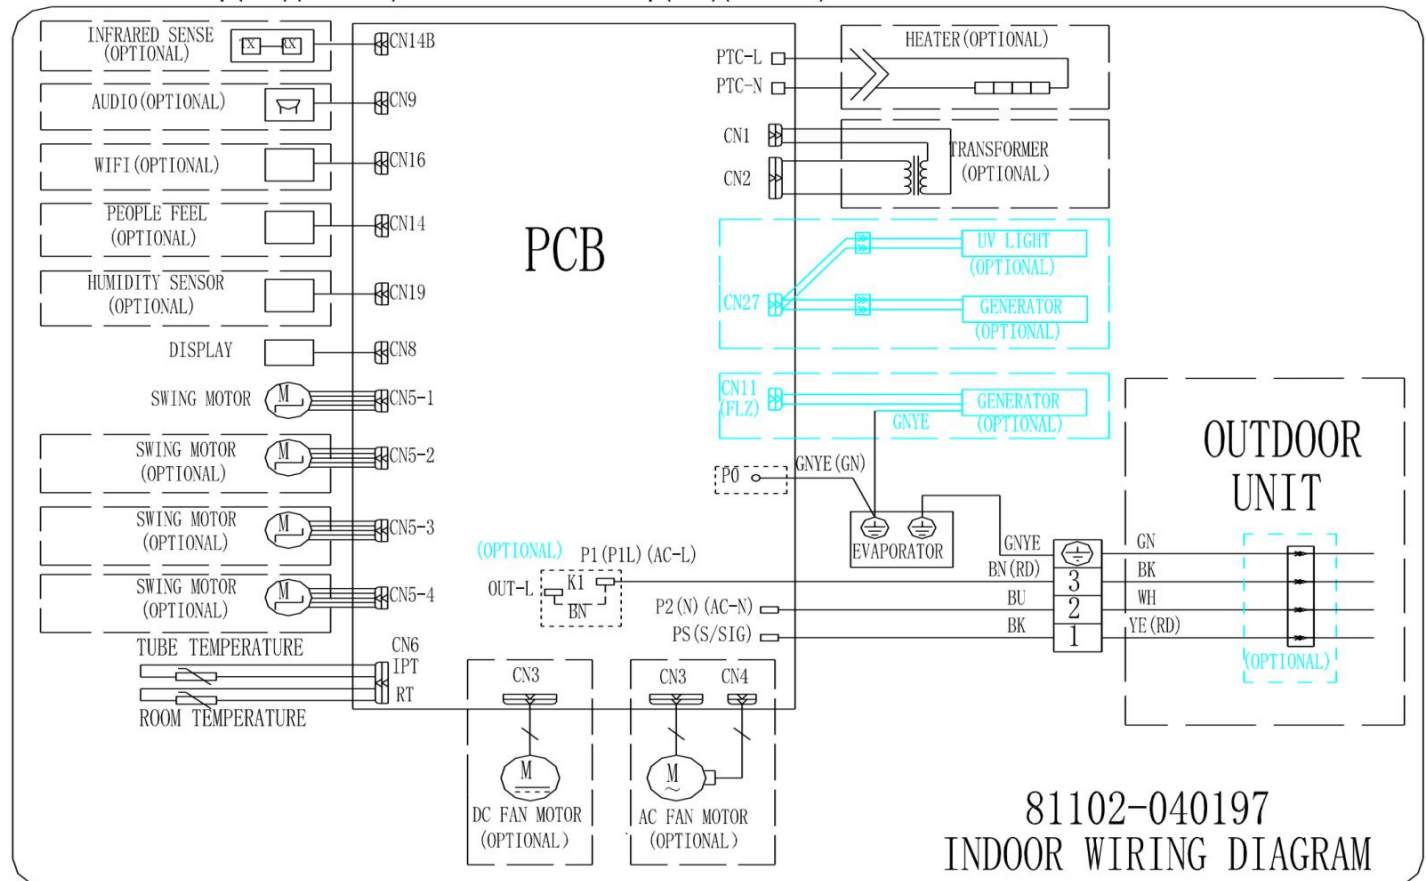 INFRARED SENSE
(OPTIONAL)
TX
RX
CN14B
AUDIO(OPTIONAL)
CN9
WIFI(OPTIONAL)
CN16
PEOPLE FEEL
(OPTIONAL)
CN14
HUMIDITY SENSOR
(OPTIONAL)
CN19
DISPLAY
CN8
SWING MOTOR
M
CN5-1
SWING MOTOR
(OPTIONAL)
M
CN5-2
SWING MOTOR
(OPTIONAL)
M
CN5-3
SWING MOTOR
(OPTIONAL)
M
CN5-4
TUBE TEMPERATURE
CN6
IPT
RT
ROOM TEMPERATURE
PCB
PTC-L
PTC-N
HEATER(OPTIONAL)
CN1
CN2
TRANSFORMER
(OPTIONAL)
CN27
UV LIGHT
(OPTIONAL)
GENERATOR
(OPTIONAL)
CN11
(FLZ)
GENERATOR
(OPTIONAL)
GNYE
P0
GNYE(GN)
EVAPORATOR
(OPTIONAL)
P1(P1L)(AC-L)
OUT-L
K1
BN
P2(N)(AC-N)
PS(S/SIG)
GNYE
BN(RD)
BU
BK
3
2
1
GN
BK
WH
YE(RD)
OUTDOOR
UNIT
(OPTIONAL)
CN3
M
DC FAN MOTOR
(OPTIONAL)
CN3
CN4
M
~
AC FAN MOTOR
(OPTIONAL)
81102-040197
INDOOR WIRING DIAGRAM